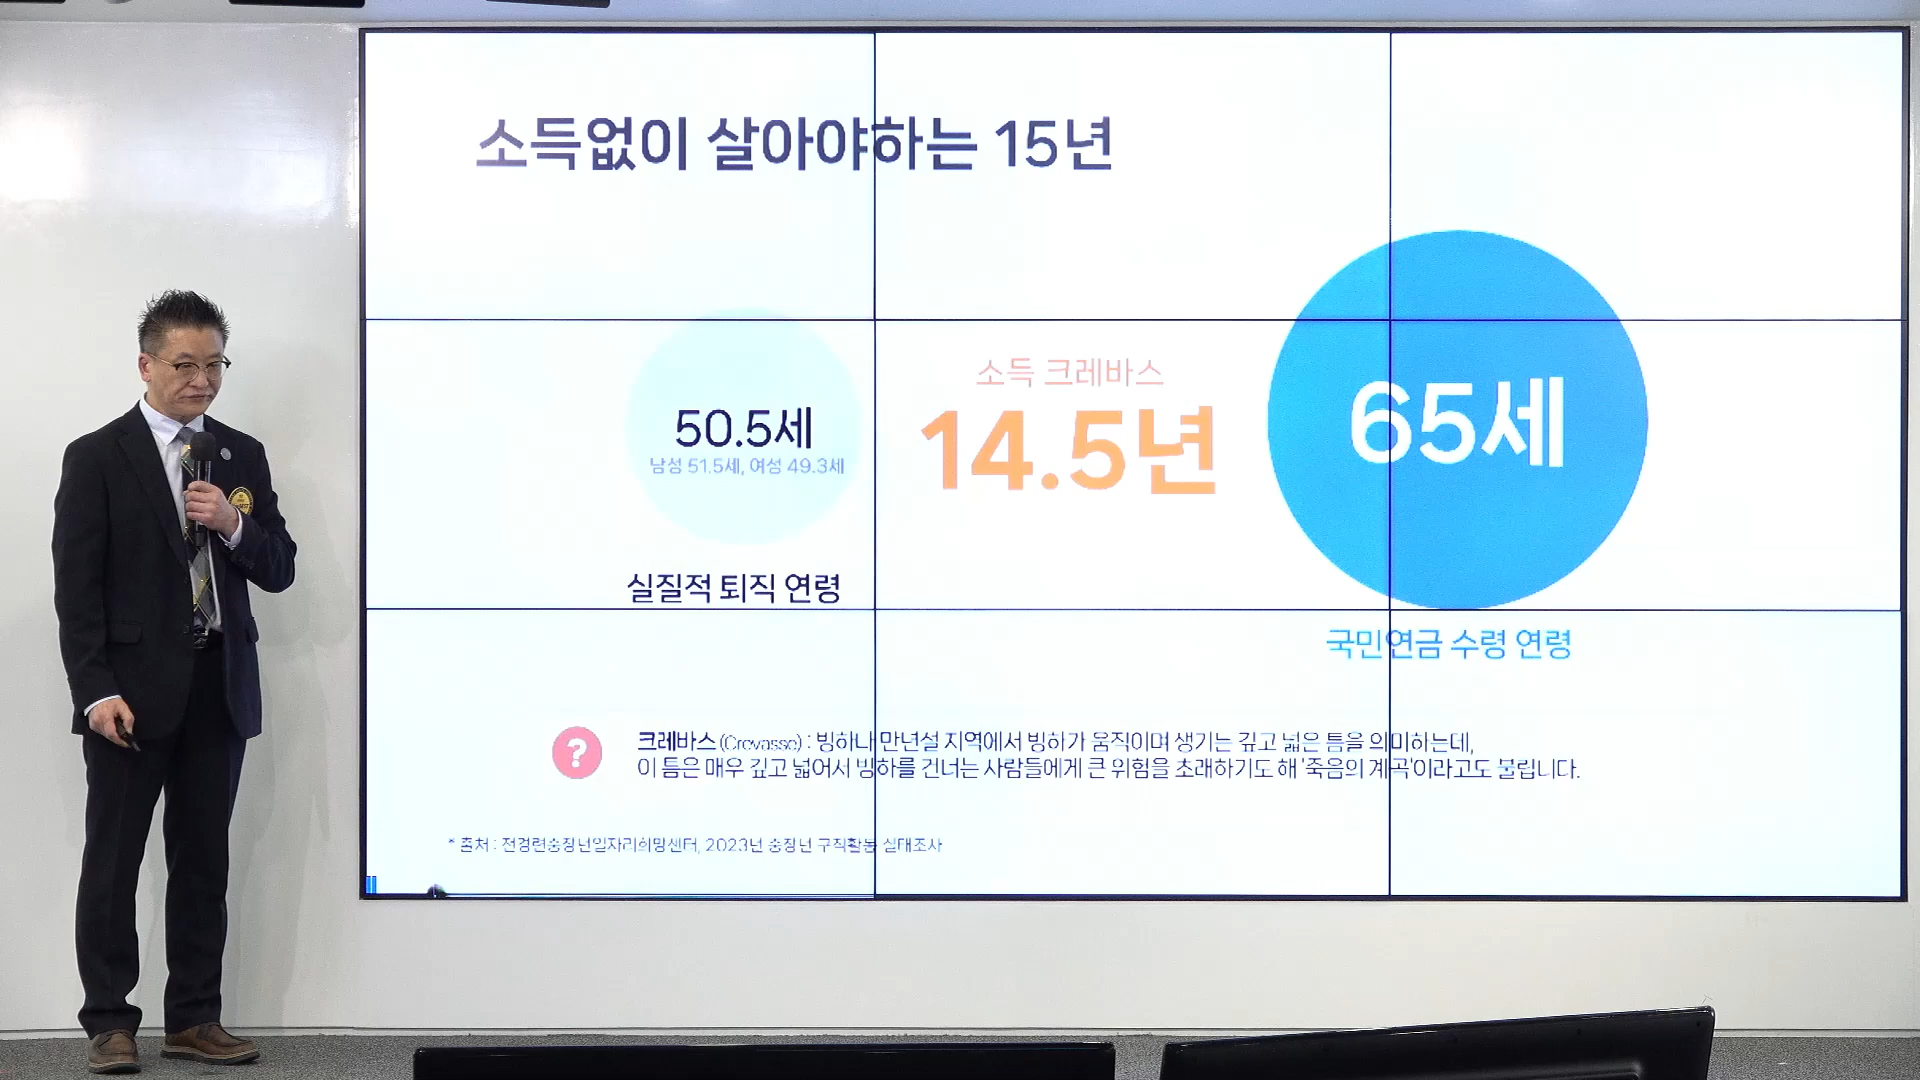 소득없이 살아야하는 15년
소득 크레바스
50.5세
남성 51.5세, 여성 49.3세
14.5년
65세
실질적 퇴직 연령
국민연금 수령 연령
?
크레바스(Crevasse) : 빙하나 만년설 지역에서 빙하가 움직이며 생기는 깊고 넓은 틈을 의미하는데,
이 틈은 매우 깊고 넓어서 빙하를 건너는 사람들에게 큰 위험을 초래하기도 해 '죽음의 계곡'이라고도 불립니다.
* 출처 : 전경련중장년일자리희망센터, 2023년 중장년 구직활동 실태조사